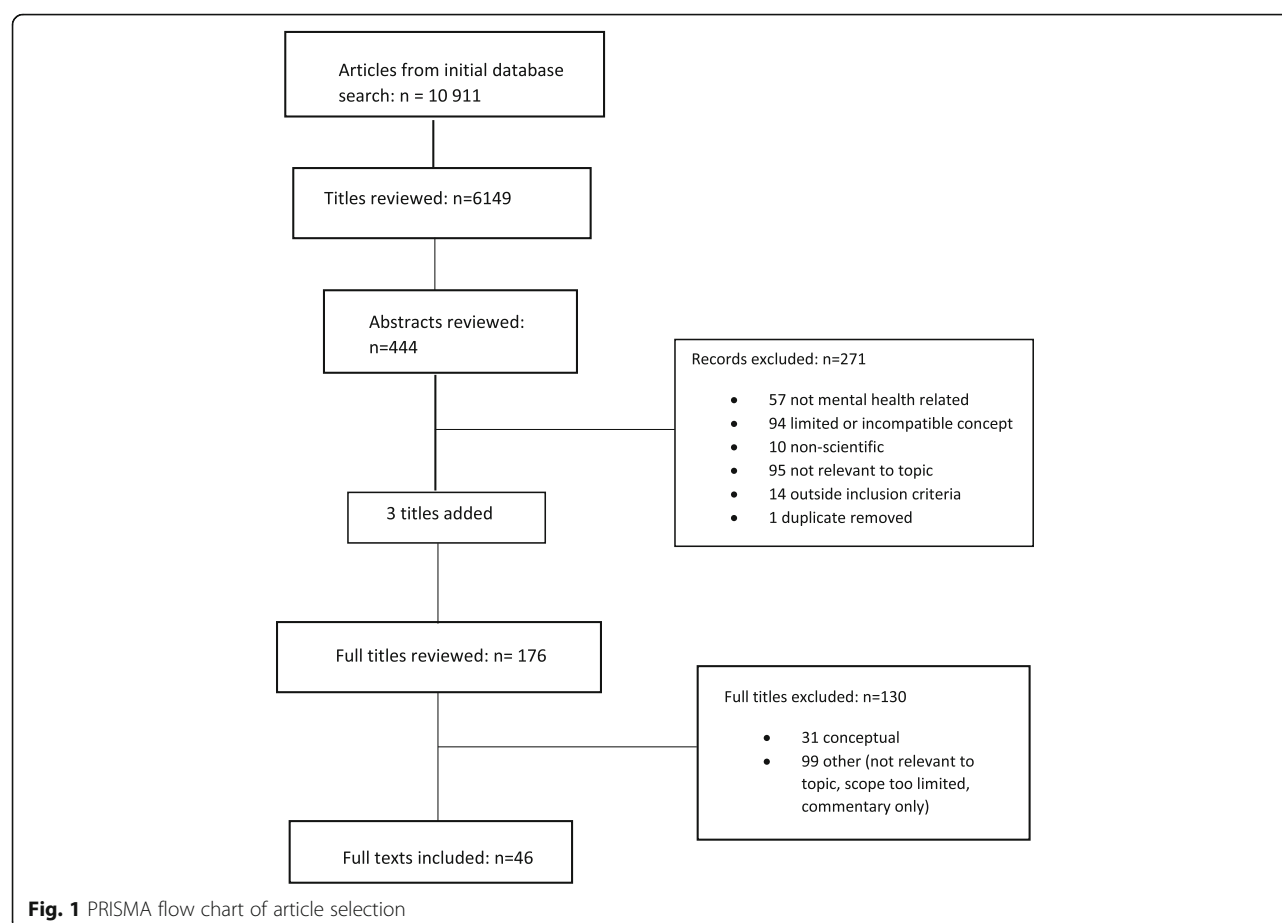 Articles from initial database
search: n = 10 911
Titles reviewed: n=6149
Abstracts reviewed:
n=444
Records excluded: n=271
• 57 not mental health related
• 94 limited or incompatible concept
• 10 non-scientific
• 95 not relevant to topic
• 14 outside inclusion criteria
• 1 duplicate removed
3 titles added
Full titles reviewed: n= 176
Full titles excluded: n=130
• 31 conceptual
• 99 other (not relevant to
topic, scope too limited,
commentary only)
Full texts included: n=46
Fig. 1 PRISMA flow chart of article selection